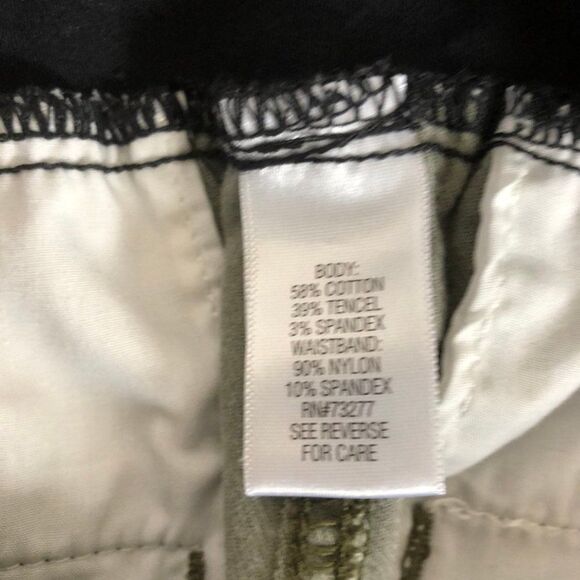 BODY:
58% COTTON
39% TENCEL
3% SPANDEX
WAISTBAND:
90% NYLON
10% SPANDEX
RN#73277
SEE REVERSE
FOR CARE